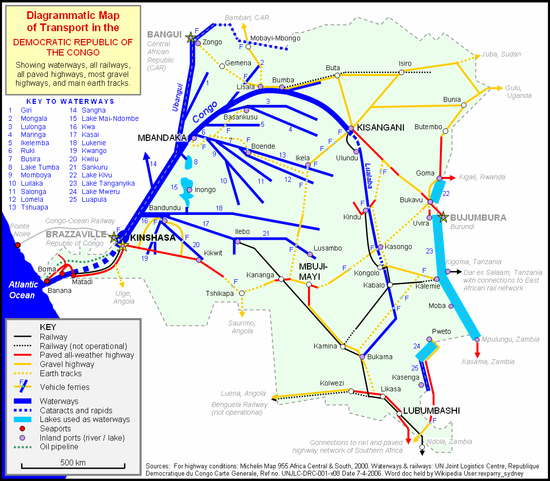 Diagrammatic Map
of Transport in the
DEMOCRATIC REPUBLIC OF
THE CONGO
Showing waterways, all railways,
all paved highways, most gravel
highways, and main earth tracks.
KEY TO WATERWAYS
1 Giri
2 Mongala
3 Lulonga
4 Maringa
5 Ikelemba
6 Ruki
7 Busira
8 Lake Tumba
9 Momboya
10 Luilaka
11 Salonga
12 Lomela
13 Tshuapa
14 Sangha
15 Lake Mai-Ndombe
16 Kwa
17 Kasai
18 Lukenie
19 Kwango
20 Kwilu
21 Sankuru
22 Lake Kivu
23 Lake Tanganyika
24 Lake Mweru
25 Luapula
BANGUI
Central
African
Republic
(CAR)
Bambari, CAR
Zongo
Mobayi-Mbongo
Gemena
Ubangui
Congo
Lisala
Bumba
Buta
Isiro
Juba, Sudan
Gulu, Uganda
Bunia
Butembo
Basankusu
MBANDAKA
Boende
Ikela
KISANGANI
Ulundu
Lualaba
Goma
Kigali, Rwanda
Bukavu
BUJUMBURA
Burundi
Uvira
Inongo
Kindu
Kasongo
Kigoma, Tanzania
Dar es Salaam, Tanzania
with connections to East
African rail network
Congo-Ocean Railway
Pointe
Noire
BRAZZAVILLE
Republic of Congo
Bandundu
KINSHASA
Ilebo
Lusambo
Kikwit
Boma
Matadi
Banana
Atlantic
Ocean
Uige,
Angola
Tshikapa
Kananga
MBUJI-
MAYI
Kongolo
Kabalo
Kalemie
Moba
Saurimo,
Angola
Pweto
Mpulungu, Zambia
Kamina
Bukama
Kasama, Zambia
Kasenga
Kolwezi
Likasa
LUBUMBASHI
Luena, Angola
Benguela Railway
(not operational)
Ndola, Zambia
Connections to rail and paved
highway network of Southern Africa
KEY
Railway
Railway (not operational)
Paved all-weather highway
Gravel highway
Earth tracks
F Vehicle ferries
Waterways
Cataracts and rapids
Lakes used as waterways
Seaports
Inland ports (river / lake)
Oil pipeline
500 km
Sources: For highway conditions: Michelin Map 955 Africa Central & South, 2000. Waterways & railways: UN Joint Logistics Centre, Republique
Democratique du Congo Carte Generale, Ref no. UNJLC-DRC-001-v08 Date 7-4-2006. Warton doc held by Wikipedia User:rexparry_sydney